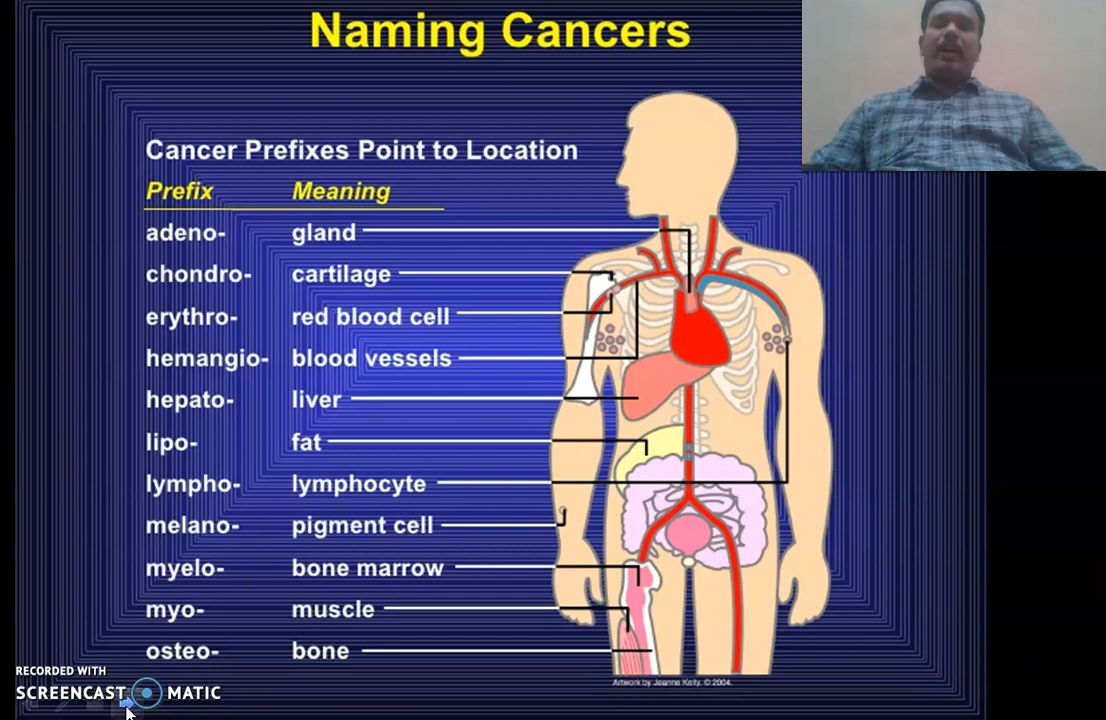 Naming Cancers
Cancer Prefixes Point to Location
Prefix Meaning
adeno- gland
chondro- cartilage
erythro- red blood cell
hemangio- blood vessels
hepato- liver
lipo- fat
lympho- lymphocyte
melano- pigment cell
myelo- bone marrow
myo- muscle
osteo- bone
Artwork by Jeanne Kelly. © 2004.
RECORDED WITH
SCREENCAST MATIC